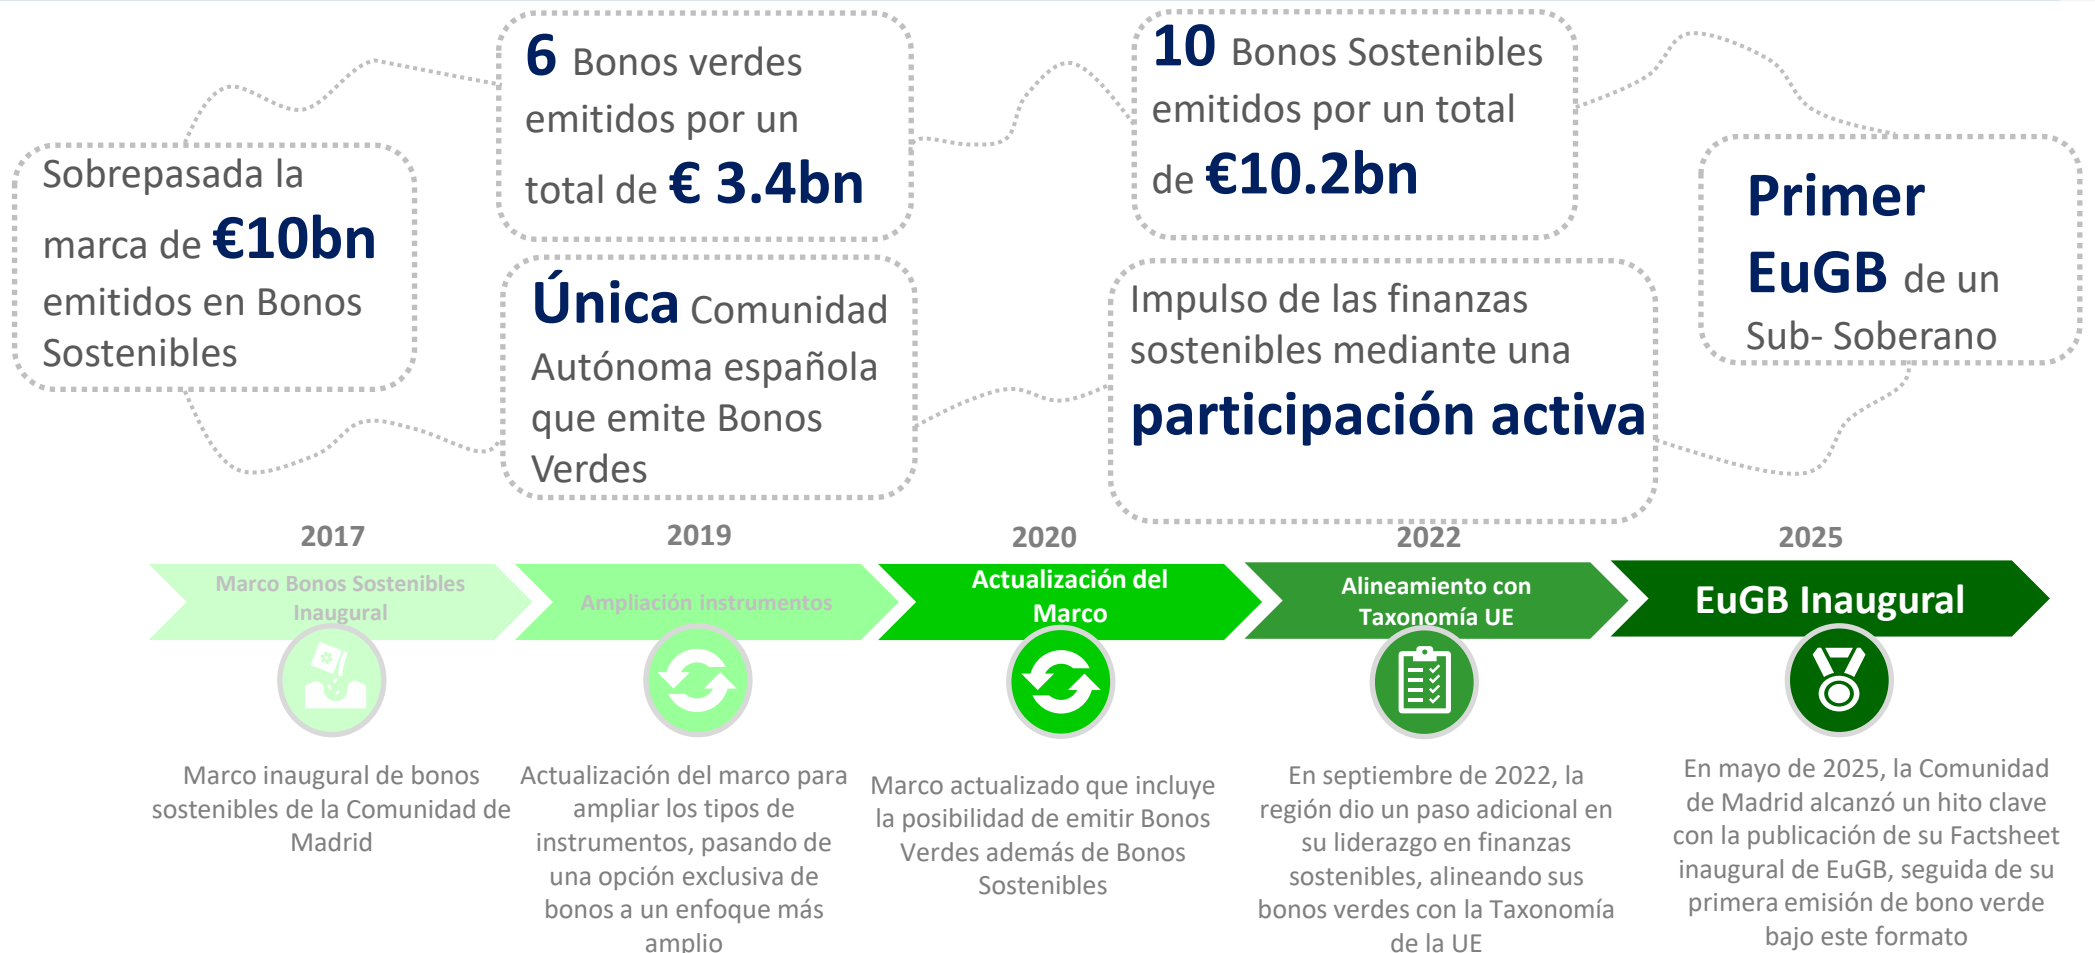 Sobrepasada la
marca de €10bn
emitidos en Bonos
Sostenibles
6 Bonos verdes
emitidos por un
total de € 3.4bn
Única Comunidad
Autónoma española
que emite Bonos
Verdes
10 Bonos Sostenibles
emitidos por un total
de €10.2bn
Impulso de las finanzas
sostenibles mediante una
participación activa
Primer
EuGB de un
Sub- Soberano
2017
Marco Bonos Sostenibles
Inaugural
Marco inaugural de bonos
sostenibles de la Comunidad de
Madrid
2019
Ampliación instrumentos
Actualización del marco para
ampliar los tipos de
instrumentos, pasando de
una opción exclusiva de
bonos a un enfoque más
amplio
2020
Actualización del
Marco
Marco actualizado que incluye
la posibilidad de emitir Bonos
Verdes además de Bonos
Sostenibles
2022
Alineamiento con
Taxonomía UE
En septiembre de 2022, la
región dio un paso adicional en
su liderazgo en finanzas
sostenibles, alineando sus
bonos verdes con la Taxonomía
de la UE
2025
EuGB Inaugural
En mayo de 2025, la Comunidad
de Madrid alcanzó un hito clave
con la publicación de su Factsheet
inaugural de EuGB, seguida de su
primera emisión de bono verde
bajo este formato